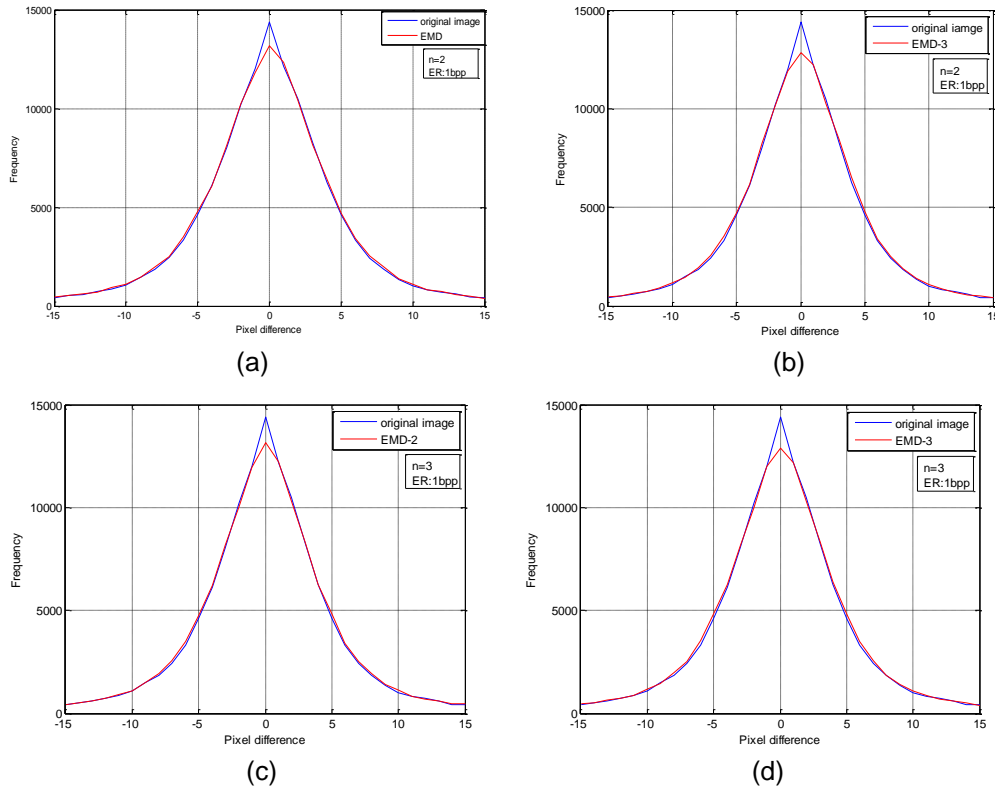 15000
10000
5000
0
Frequency
-15 -10 -5 0 5 10 15
Pixel difference
original image
EMD
n=2
ER:1bpp
(a)
15000
10000
5000
0
Frequency
-15 -10 -5 0 5 10 15
Pixel difference
original iamge
EMD-3
n=2
ER:1bpp
(b)
15000
10000
5000
0
Frequency
-15 -10 -5 0 5 10 15
Pixel difference
original image
EMD-2
n=3
ER:1bpp
(c)
15000
10000
5000
0
Frequency
-15 -10 -5 0 5 10 15
Pixel difference
original image
EMD-3
n=3
ER:1bpp
(d)